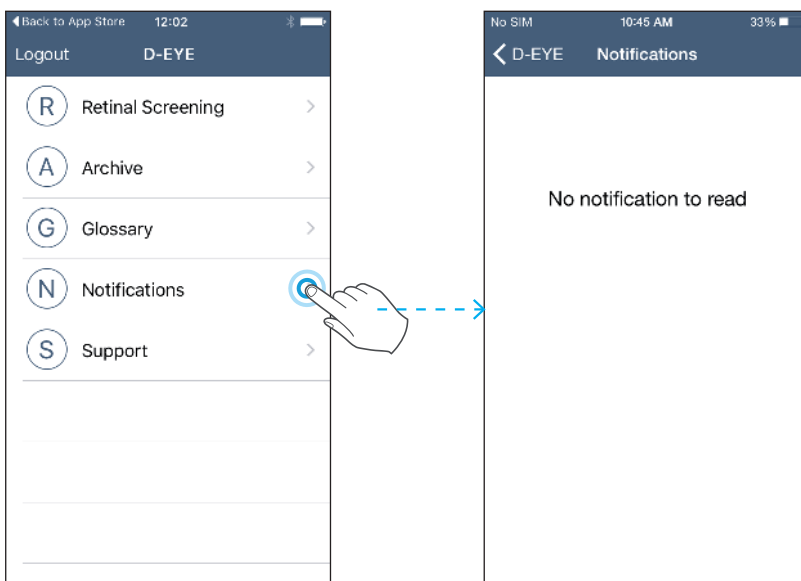 Back to App Store 12:02
Logout D-EYE
R Retinal Screening
A Archive
G Glossary
N Notifications
S Support
No SIM 10:45 AM 33%
D-EYE Notifications
No notification to read